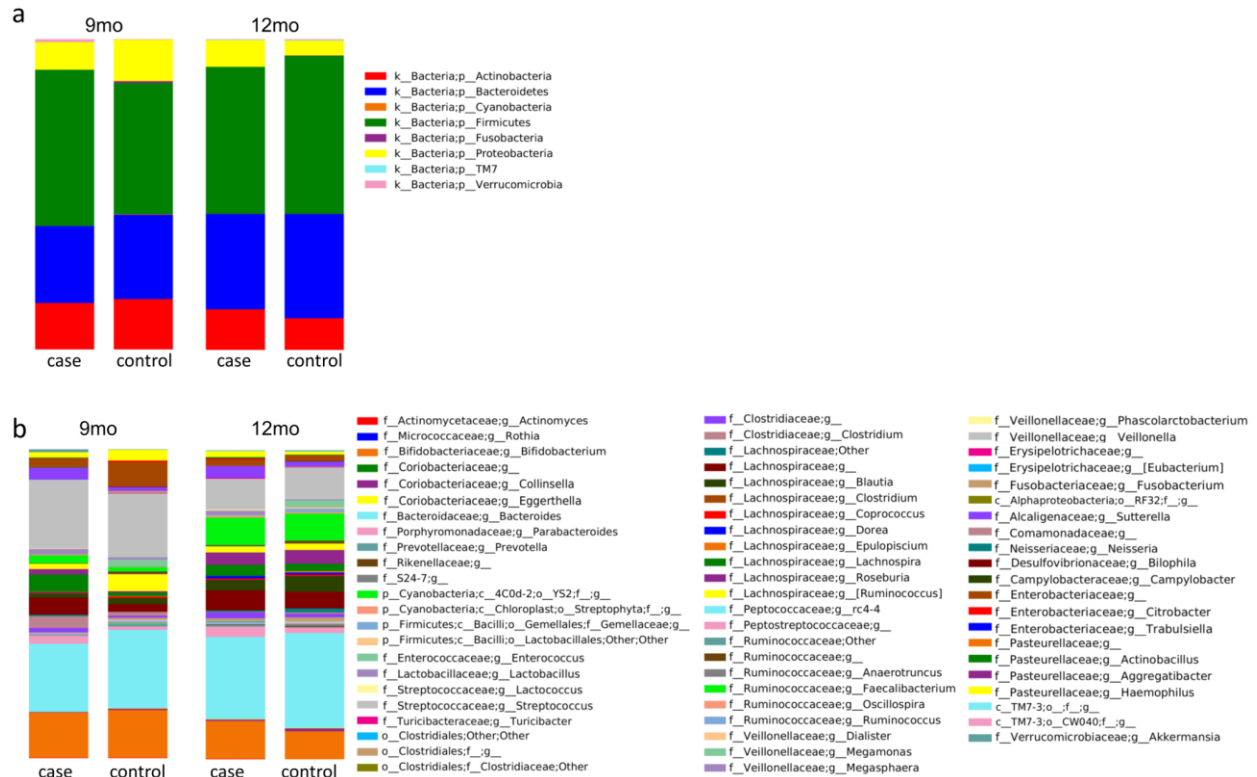 a
9mo 12mo
case control case control
k__Bacteria;p__Actinobacteria
k__Bacteria;p__Bacteroidetes
k__Bacteria;p__Cyanobacteria
k__Bacteria;p__Firmicutes
k__Bacteria;p__Fusobacteria
k__Bacteria;p__Proteobacteria
k__Bacteria;p__TM7
k__Bacteria;p__Verrucomicrobia
b
9mo 12mo
case control case control
f__Actinomycetaceae;g__Actinomyces
f__Micrococcaceae;g__Rothia
f__Bifidobacteriaceae;g__Bifidobacterium
f__Coriobacteriaceae;g__
f__Coriobacteriaceae;g__Collinsella
f__Coriobacteriaceae;g__Eggerthella
f__Bacteroidaceae;g__Bacteroides
f__Porphyromonadaceae;g__Parabacteroides
f__Prevotellaceae;g__Prevotella
f__Rikenellaceae;g__
f__S24-7;g__
p__Cyanobacteria;c__4C0d-2;o__YS2;f__;g__
p__Cyanobacteria;c__Chloroplast;o__Streptophyta;f__;g__
p__Firmicutes;c__Bacilli;o__Gemellales;f__Gemellaceae;g__
p__Firmicutes;c__Bacilli;o__Lactobacillales;Other;Other
f__Enterococcaceae;g__Enterococcus
f__Lactobacillaceae;g__Lactobacillus
f__Streptococcaceae;g__Lactococcus
f__Streptococcaceae;g__Streptococcus
f__Turicibacteraceae;g__Turicibacter
o__Clostridiales;Other;Other
o__Clostridiales;f__;g__
o__Clostridiales;f__Clostridiaceae;Other
f__Clostridiaceae;g__
f__Clostridiaceae;g__Clostridium
f__Lachnospiraceae;Other
f__Lachnospiraceae;g__
f__Lachnospiraceae;g__Blautia
f__Lachnospiraceae;g__Clostridium
f__Lachnospiraceae;g__Coprococcus
f__Lachnospiraceae;g__Dorea
f__Lachnospiraceae;g__Epulopiscium
f__Lachnospiraceae;g__Lachnospira
f__Lachnospiraceae;g__Roseburia
f__Lachnospiraceae;g__[Ruminococcus]
f__Peptococcaceae;g__rc4-4
f__Peptostreptococcaceae;g__
f__Ruminococcaceae;Other
f__Ruminococcaceae;g__
f__Ruminococcaceae;g__Anaerotruncus
f__Ruminococcaceae;g__Faecalibacterium
f__Ruminococcaceae;g__Oscillospira
f__Ruminococcaceae;g__Ruminococcus
f__Veillonellaceae;g__Dialister
f__Veillonellaceae;g__Megamonas
f__Veillonellaceae;g__Megasphaera
f__Veillonellaceae;g__Phascolarctobacterium
f__Veillonellaceae;g__Veillonella
f__Erysipelotrichaceae;g__
f__Erysipelotrichaceae;g__[Eubacterium]
f__Fusobacteriaceae;g__Fusobacterium
c__Alphaproteobacteria;o__RF32;f__;g__
f__Alcaligenaceae;g__Sutterella
f__Comamonadaceae;g__
f__Neisseriaceae;g__Neisseria
f__Desulfovibrionaceae;g__Bilophila
f__Campylobacteraceae;g__Campylobacter
f__Enterobacteriaceae;g__
f__Enterobacteriaceae;g__Citrobacter
f__Enterobacteriaceae;g__Trabulsiella
f__Pasteurellaceae;g__
f__Pasteurellaceae;g__Actinobacillus
f__Pasteurellaceae;g__Aggregatibacter
f__Pasteurellaceae;g__Haemophilus
c__TM7-3;o__;f__;g__
c__TM7-3;o__CW040;f__;g__
f__Verrucomicrobiaceae;g__Akkermansia